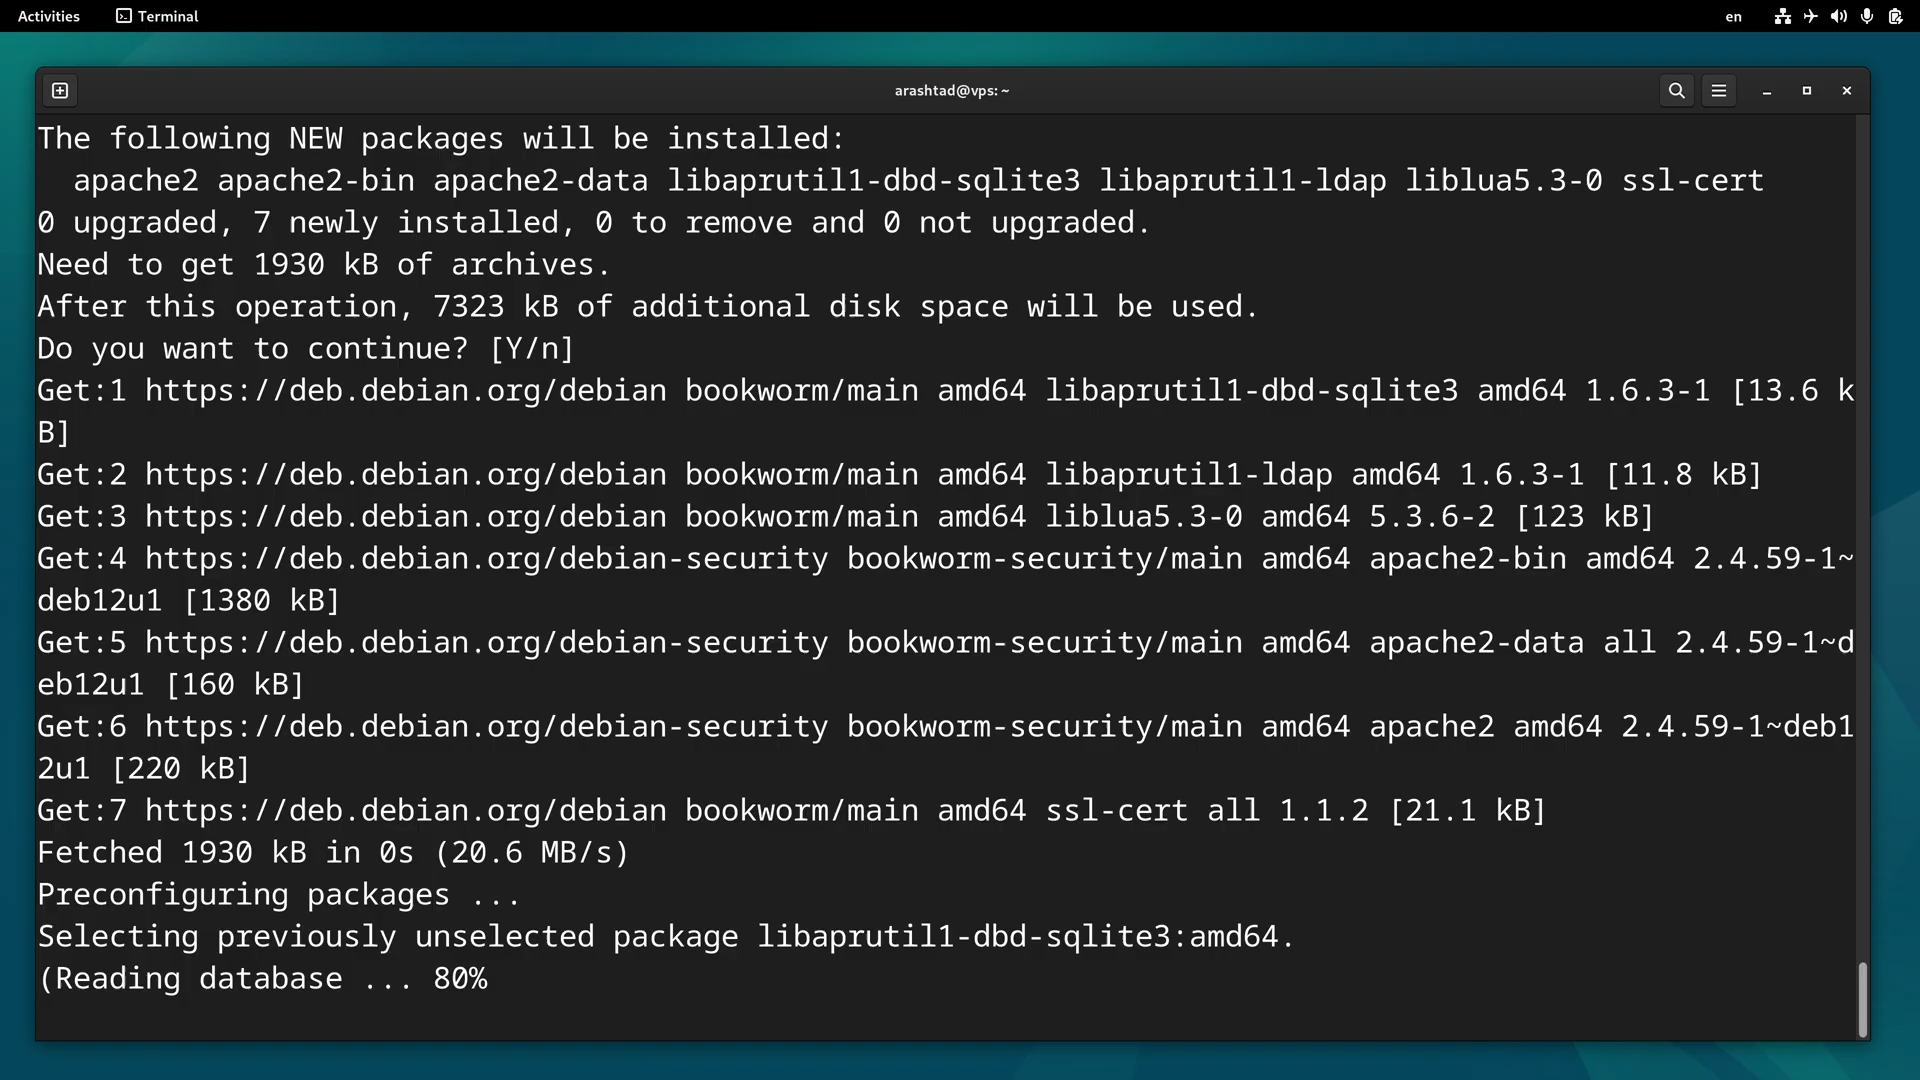 Activities Terminal en
arashtad@vps: ~
The following NEW packages will be installed:
  apache2 apache2-bin apache2-data libaprutil1-dbd-sqlite3 libaprutil1-ldap liblua5.3-0 ssl-cert
0 upgraded, 7 newly installed, 0 to remove and 0 not upgraded.
Need to get 1930 kB of archives.
After this operation, 7323 kB of additional disk space will be used.
Do you want to continue? [Y/n]
Get:1 https://deb.debian.org/debian bookworm/main amd64 libaprutil1-dbd-sqlite3 amd64 1.6.3-1 [13.6 k
B]
Get:2 https://deb.debian.org/debian bookworm/main amd64 libaprutil1-ldap amd64 1.6.3-1 [11.8 kB]
Get:3 https://deb.debian.org/debian bookworm/main amd64 liblua5.3-0 amd64 5.3.6-2 [123 kB]
Get:4 https://deb.debian.org/debian-security bookworm-security/main amd64 apache2-bin amd64 2.4.59-1~
deb12u1 [1380 kB]
Get:5 https://deb.debian.org/debian-security bookworm-security/main amd64 apache2-data all 2.4.59-1~d
eb12u1 [160 kB]
Get:6 https://deb.debian.org/debian-security bookworm-security/main amd64 apache2 amd64 2.4.59-1~deb1
2u1 [220 kB]
Get:7 https://deb.debian.org/debian bookworm/main amd64 ssl-cert all 1.1.2 [21.1 kB]
Fetched 1930 kB in 0s (20.6 MB/s)
Preconfiguring packages ...
Selecting previously unselected package libaprutil1-dbd-sqlite3:amd64.
(Reading database ... 80%